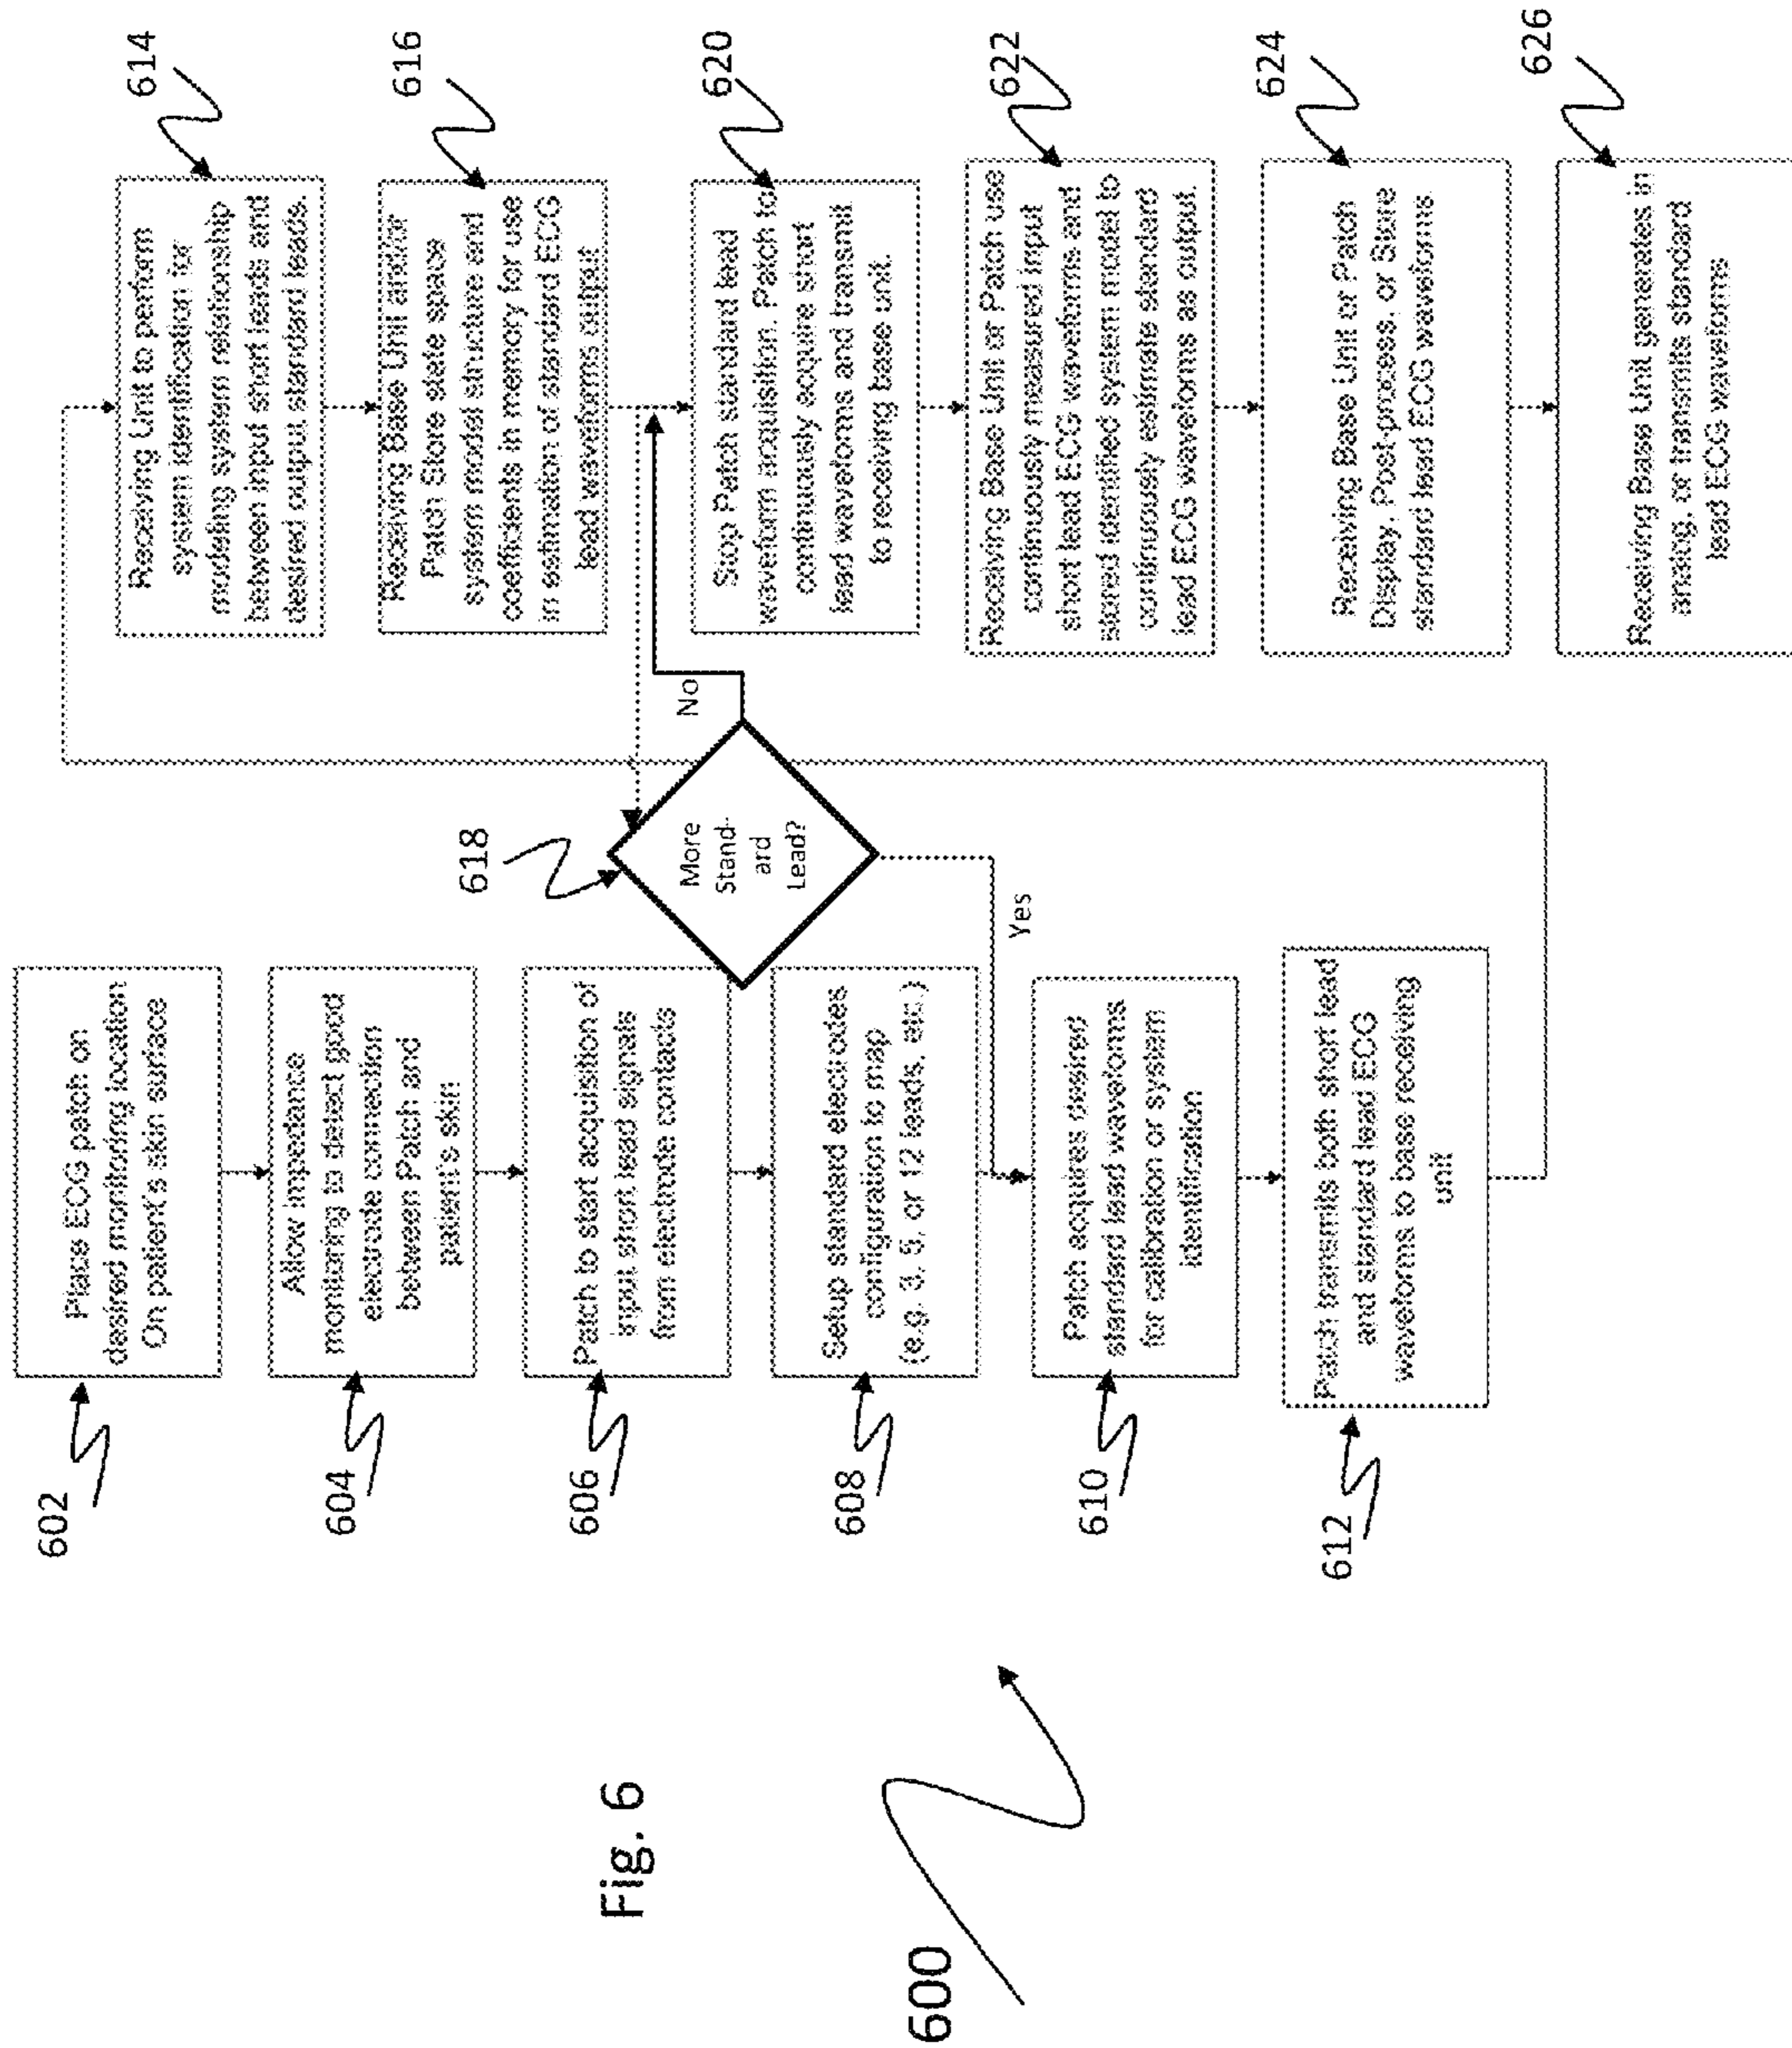 602
Place ECG patch on
desired monitoring location
On patient's skin surface
604
Allow Impedance
monitoring to detect good
electrode connection
between Patch and
patient's skin
606
Patch to start acquisition of
input short lead signals
from electrode contacts
608
Setup standard electrodes
configuration to map
(e.g. 3, 5, or 12 leads, etc.)
610
Patch acquires desired
standard lead waveforms
for calibration or system
identification
612
Patch transmits both short lead
and standard lead ECG
waveforms to base receiving
unit
614
Receiving Unit to perform
system identification for
modeling system relationship
between input short leads and
desired output standard leads.
616
Receiving Base Unit and/or
Patch Store state space
system model structure and
coefficients in memory for use
in estimation of standard ECG
lead waveforms output
618
More
Stand-
ard
Lead?
No
Yes
620
Stop Patch standard lead
waveform acquisition. Patch to
continuously acquire short
lead waveforms and transmit
to receiving base unit.
622
Receiving Base Unit or Patch use
continuously measured input
short lead ECG waveforms and
stored identified system model to
continuously estimate standard
lead ECG waveforms as output.
624
Receiving Base Unit or Patch
Display, Post-process, or Store
standard lead ECG waveforms
626
Receiving Base Unit generates in
analog, or transmits standard
lead ECG waveforms
Fig. 6
600